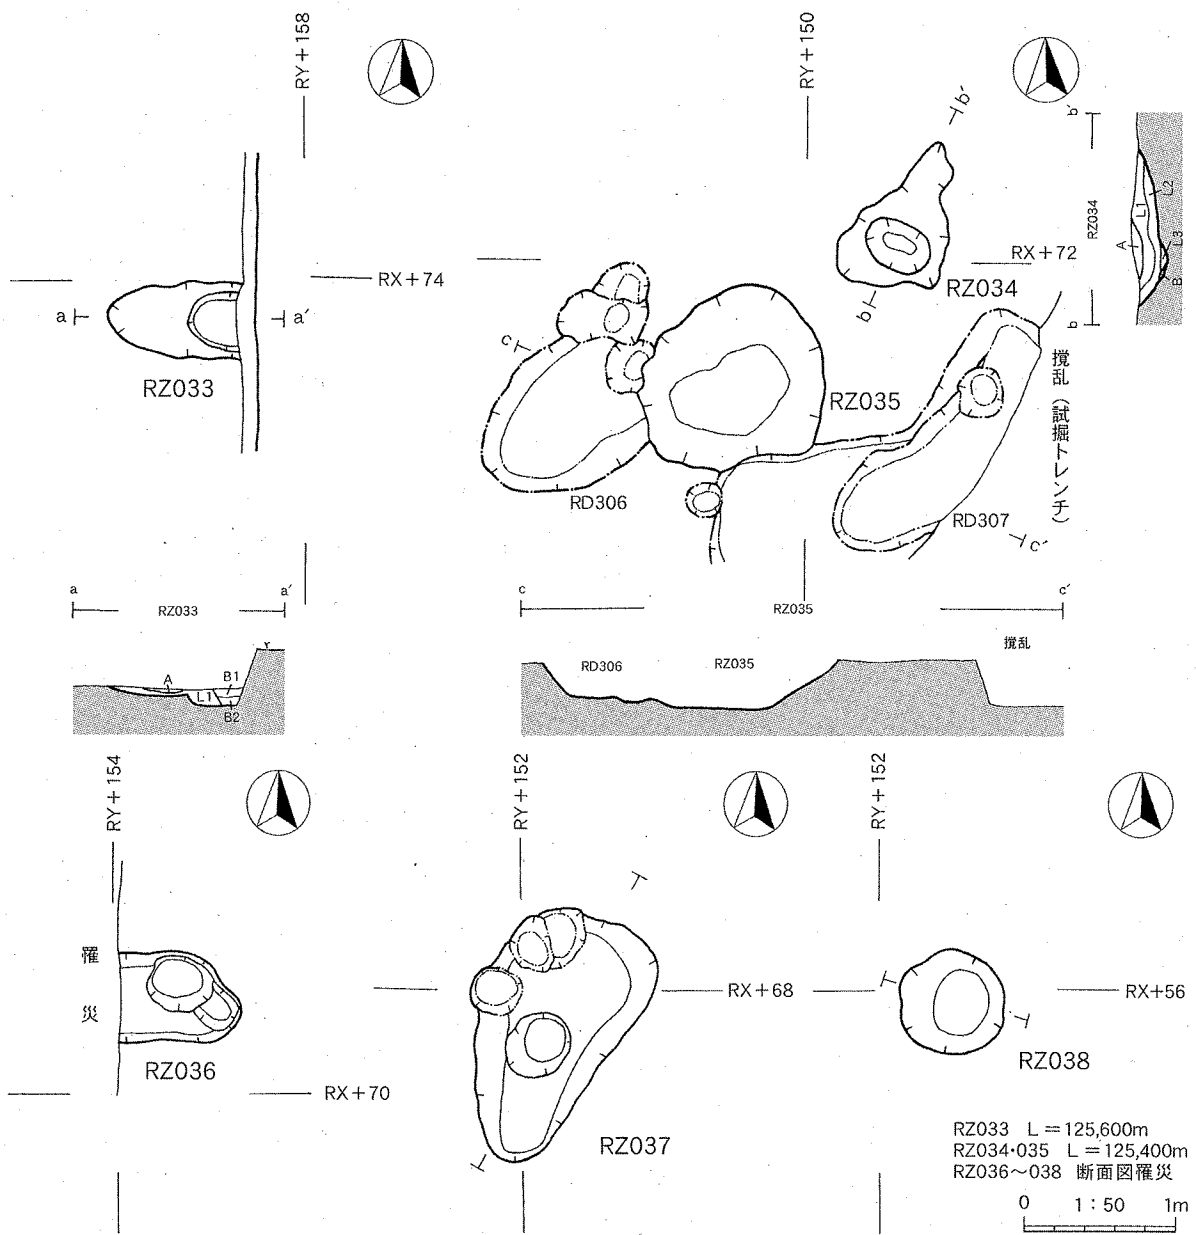 RY+158
RY+150
b′
b′
L2
L1
RZ034
A
L3
B
b
RX+74
RX+72
RZ034
b
a
a′
RZ033
c
RZ035
攪乱（試掘トレンチ）
RD306
RD307
c′
a
a′
RZ033
c
RZ035
c′
A
B1
L1
B2
RD306
RZ035
攪乱
RY+154
RY+152
RY+152
罹災
RZ036
RX+70
RX+68
RZ037
RX+56
RZ038
RZ033 L=125,600m
RZ034・035 L=125,400m
RZ036～038 断面図罹災
0 1:50 1m